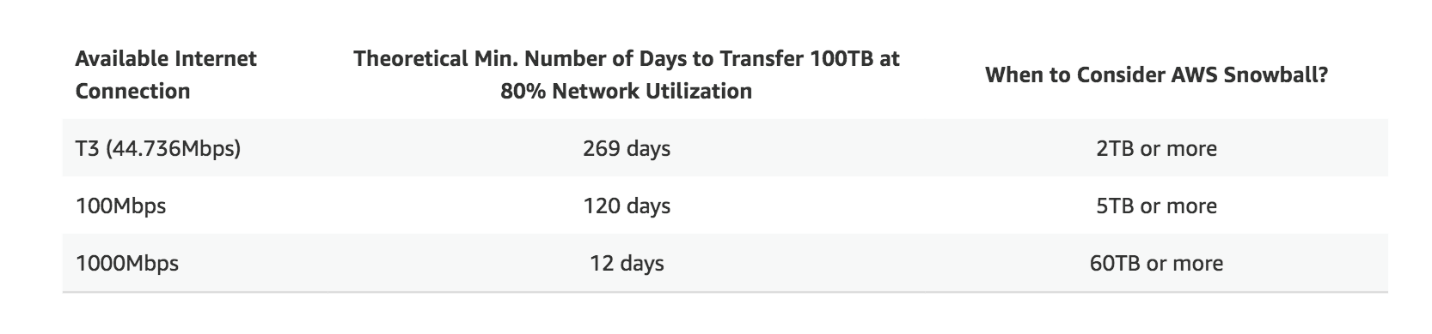 Available Internet Connection
Theoretical Min. Number of Days to Transfer 100TB at 80% Network Utilization
When to Consider AWS Snowball?
T3 (44.736Mbps)
269 days
2TB or more
100Mbps
120 days
5TB or more
1000Mbps
12 days
60TB or more